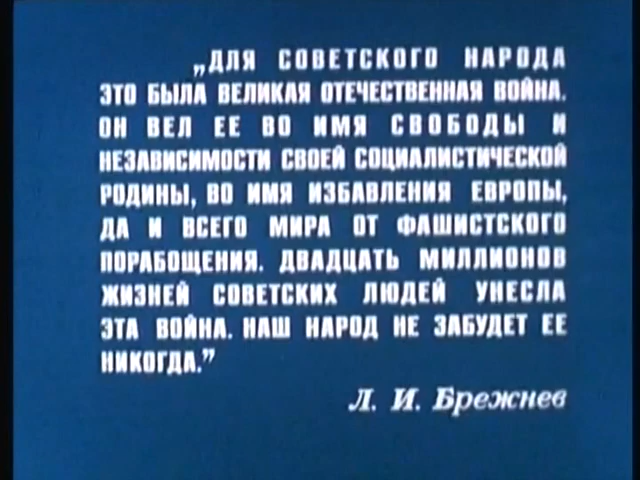 „ДЛЯ СОВЕТСКОГО НАРОДА
ЭТО БЫЛА ВЕЛИКАЯ ОТЕЧЕСТВЕННАЯ ВОЙНА.
ОН ВЕЛ ЕЕ ВО ИМЯ СВОБОДЫ И
НЕЗАВИСИМОСТИ СВОЕЙ СОЦИАЛИСТИЧЕСКОЙ
РОДИНЫ, ВО ИМЯ ИЗБАВЛЕНИЯ ЕВРОПЫ,
ДА И ВСЕГО МИРА ОТ ФАШИСТСКОГО
ПОРАБОЩЕНИЯ. ДВАДЦАТЬ МИЛЛИОНОВ
ЖИЗНЕЙ СОВЕТСКИХ ЛЮДЕЙ УНЕСЛА
ЭТА ВОЙНА. НАШ НАРОД НЕ ЗАБУДЕТ ЕЕ
НИКОГДА.”
Л. И. Брежнев